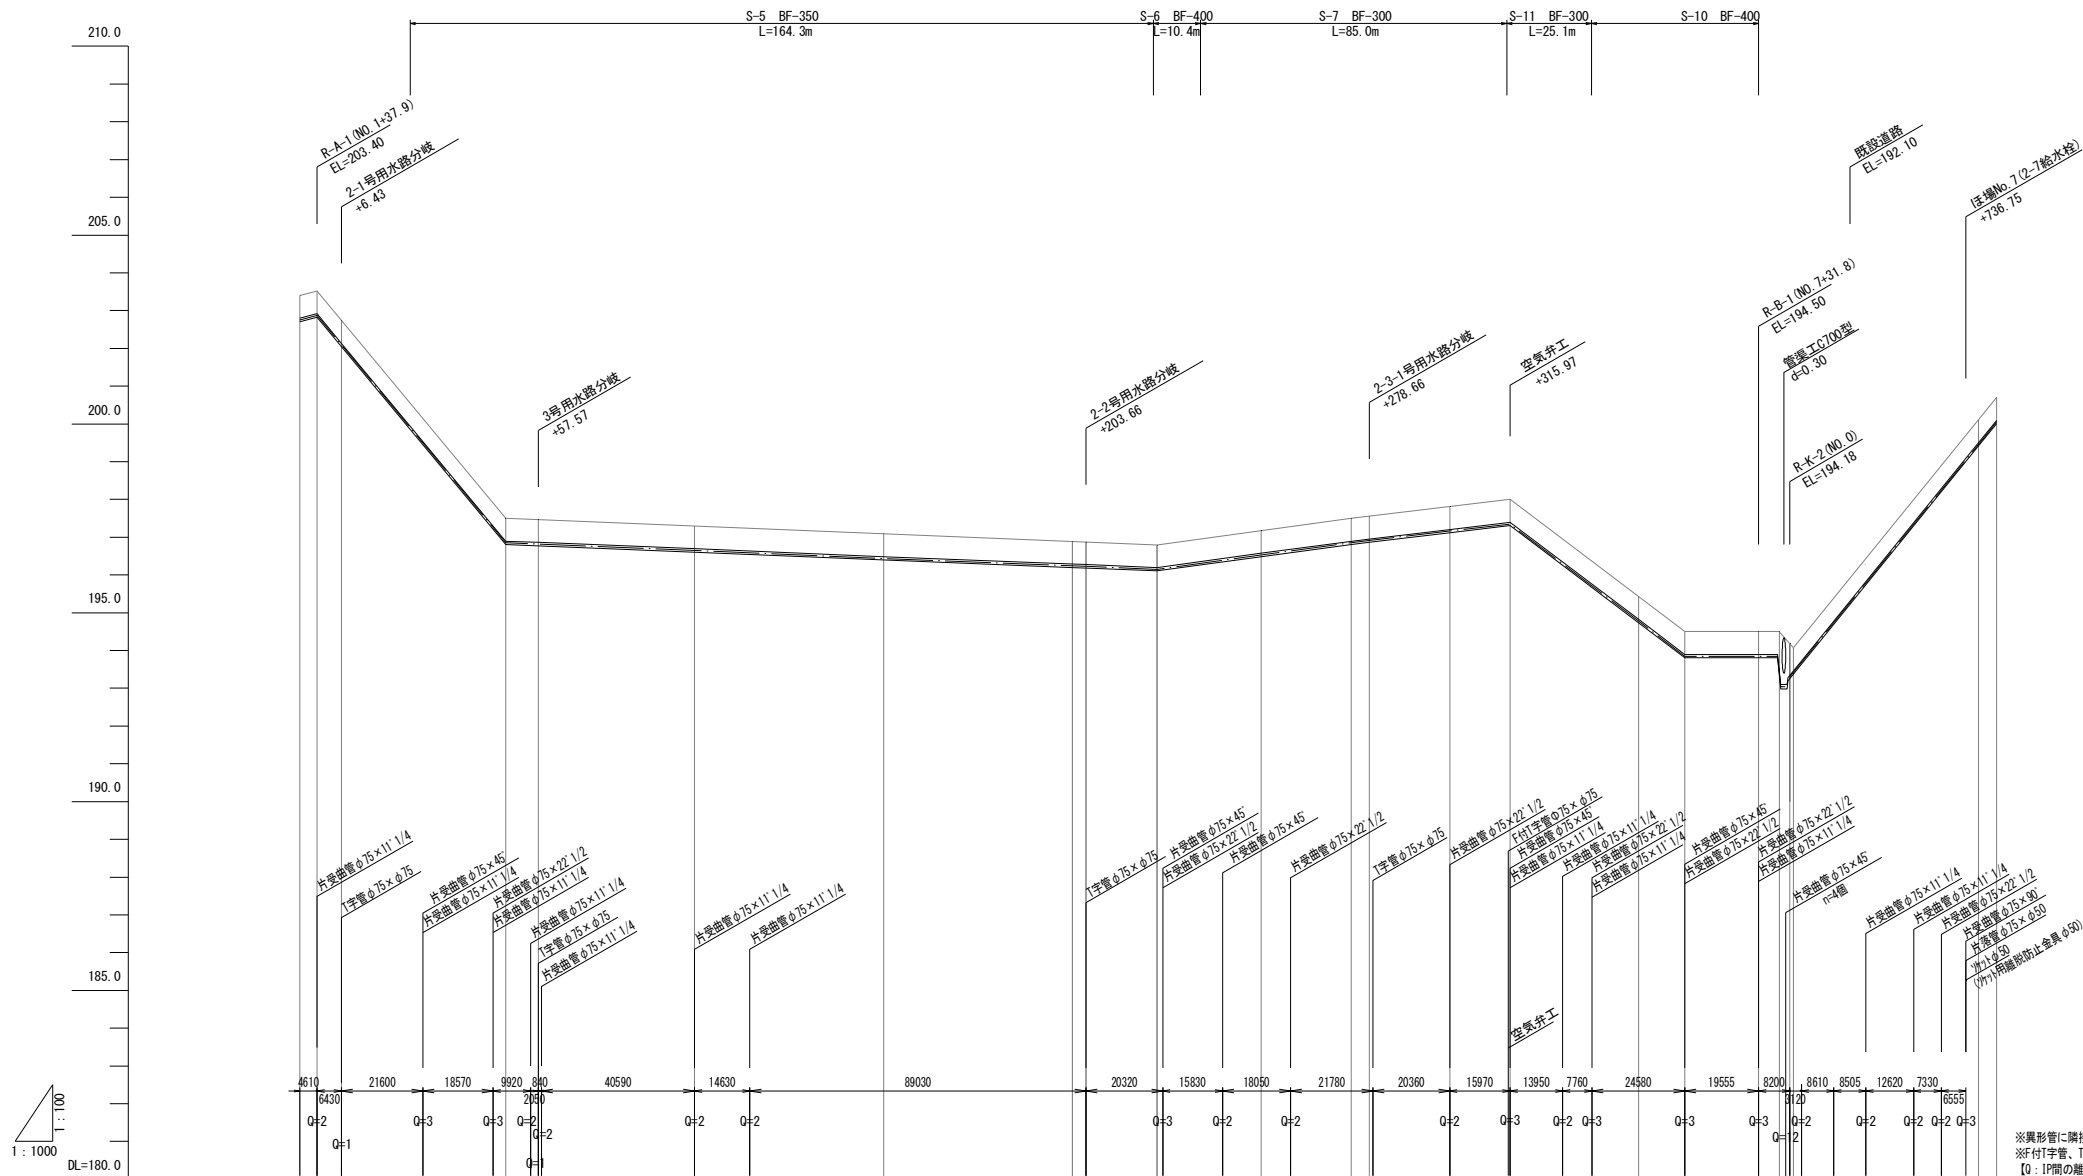 S-5 BF-350
L=164.3m
S-6 BF-400
L=10.4m
S-7 BF-300
L=85.0m
S-11 BF-300
L=25.1m
S-10 BF-400
210.0
205.0
200.0
195.0
190.0
185.0
DL=180.0
R-A-1(NO.1+37.9)
EL=203.40
2-1号用水路分岐
+6.43
3号用水路分岐
+57.57
2-2号用水路分岐
+203.66
2-3-1号用水路分岐
+278.66
空気弁工
+315.97
R-B-1(NO.7+31.8)
EL=194.50
管渠工C700型
d=0.30
R-K-2(NO.0)
EL=194.18
既設道路
EL=192.10
ほ場No.7(2-7給水栓)
+736.75
片受曲管φ75×11°1/4
T字管φ75×φ75
片受曲管φ75×45°
片受曲管φ75×11°1/4
片受曲管φ75×22°1/2
片受曲管φ75×11°1/4
片受曲管φ75×11°1/4
T字管φ75×φ75
片受曲管φ75×11°1/4
片受曲管φ75×11°1/4
片受曲管φ75×11°1/4
T字管φ75×φ75
片受曲管φ75×45°
片受曲管φ75×22°1/2
片受曲管φ75×45°
片受曲管φ75×22°1/2
T字管φ75×φ75
片受曲管φ75×22°1/2
F付T字管Φ75×φ75
片受曲管φ75×45°
片受曲管φ75×11°1/4
空気弁工
片受曲管φ75×11°1/4
片受曲管φ75×22°1/2
片受曲管φ75×11°1/4
片受曲管φ75×45°
片受曲管φ75×22°1/2
片受曲管φ75×22°1/2
片受曲管φ75×11°1/4
片受曲管φ75×45°
n=4個
片受曲管φ75×11°1/4
片受曲管φ75×11°1/4
片受曲管φ75×22°1/2
片受曲管φ75×90°
片落管φ75×φ50
ソケットφ50
(ソケット用離脱防止金具φ50)
4610 21600 18570 9920 840 40590 14630 89030 20320 15830 18050 21780 20360 15970 13950 7760 24580 19555 8200 8610 8505 12620 7330
6430 2050 3120 6555
Q=2 Q=3 Q=3 Q=2 Q=2 Q=2 Q=3 Q=2 Q=2 Q=2 Q=3 Q=2 Q=3 Q=3 Q=3 Q=2 Q=2 Q=2 Q=2 Q=3
Q=1 Q=2 Q=12
Q=1
1:100
1:1000
※異形管に隣接
※F付T字管、T
【Q:IP間の離